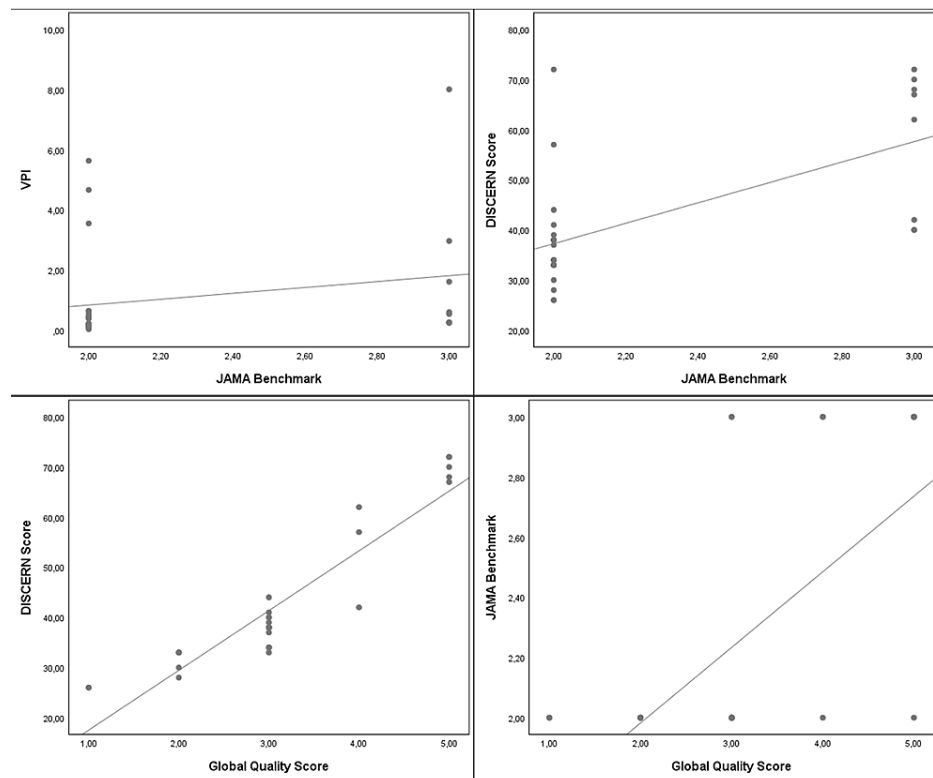 10,00
8,00
6,00
4,00
2,00
,00
VPI
2,00 2,20 2,40 2,60 2,80 3,00
JAMA Benchmark
80,00
70,00
60,00
50,00
40,00
30,00
20,00
DISCERN Score
2,00 2,20 2,40 2,60 2,80 3,00
JAMA Benchmark
80,00
70,00
60,00
50,00
40,00
30,00
20,00
DISCERN Score
1,00 2,00 3,00 4,00 5,00
Global Quality Score
3,00
2,80
2,60
2,40
2,20
2,00
JAMA Benchmark
1,00 2,00 3,00 4,00 5,00
Global Quality Score